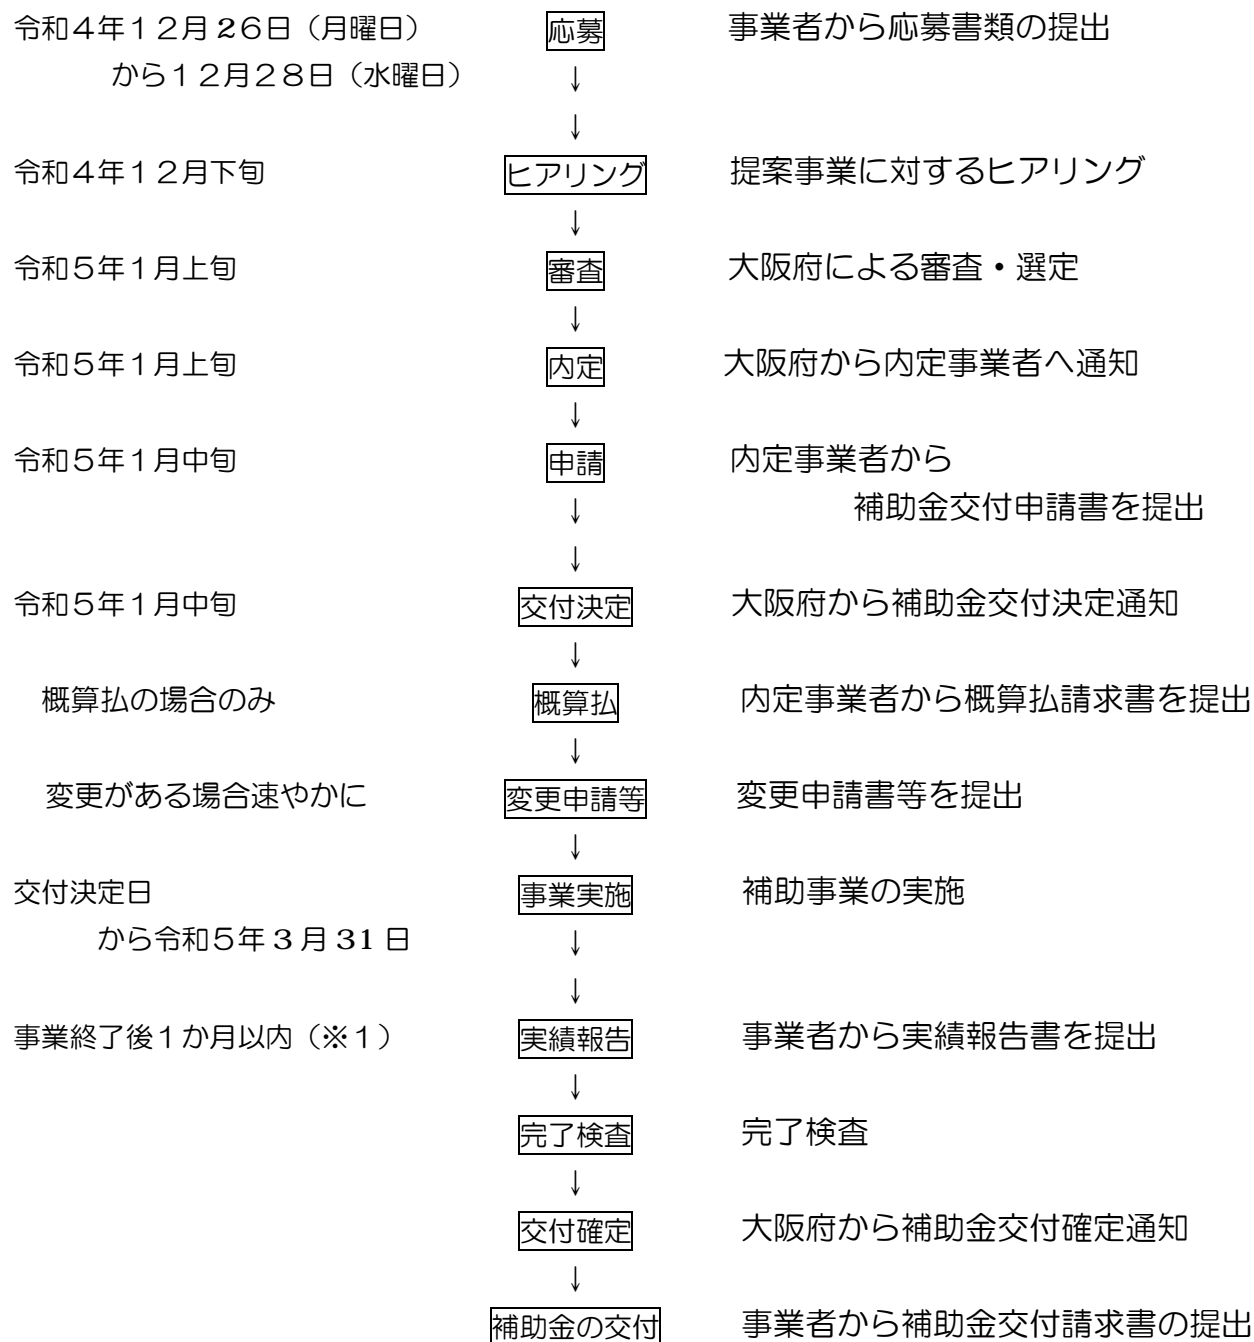 令和４年１２月２６日（月曜日） 応募 事業者から応募書類の提出
から１２月２８日（水曜日） ↓
↓
令和４年１２月下旬 ヒアリング 提案事業に対するヒアリング
↓
令和５年１月上旬 審査 大阪府による審査・選定
↓
令和５年１月上旬 内定 大阪府から内定事業者へ通知
↓
令和５年１月中旬 申請 内定事業者から
↓ 補助金交付申請書を提出
↓
令和５年１月中旬 交付決定 大阪府から補助金交付決定通知
↓
概算払の場合のみ 概算払 内定事業者から概算払請求書を提出
↓
変更がある場合速やかに 変更申請等 変更申請書等を提出
↓
交付決定日 事業実施 補助事業の実施
から令和５年 3 月 31 日 ↓
↓
事業終了後１か月以内（※１） 実績報告 事業者から実績報告書を提出
↓
完了検査 完了検査
↓
交付確定 大阪府から補助金交付確定通知
↓
補助金の交付 事業者から補助金交付請求書の提出